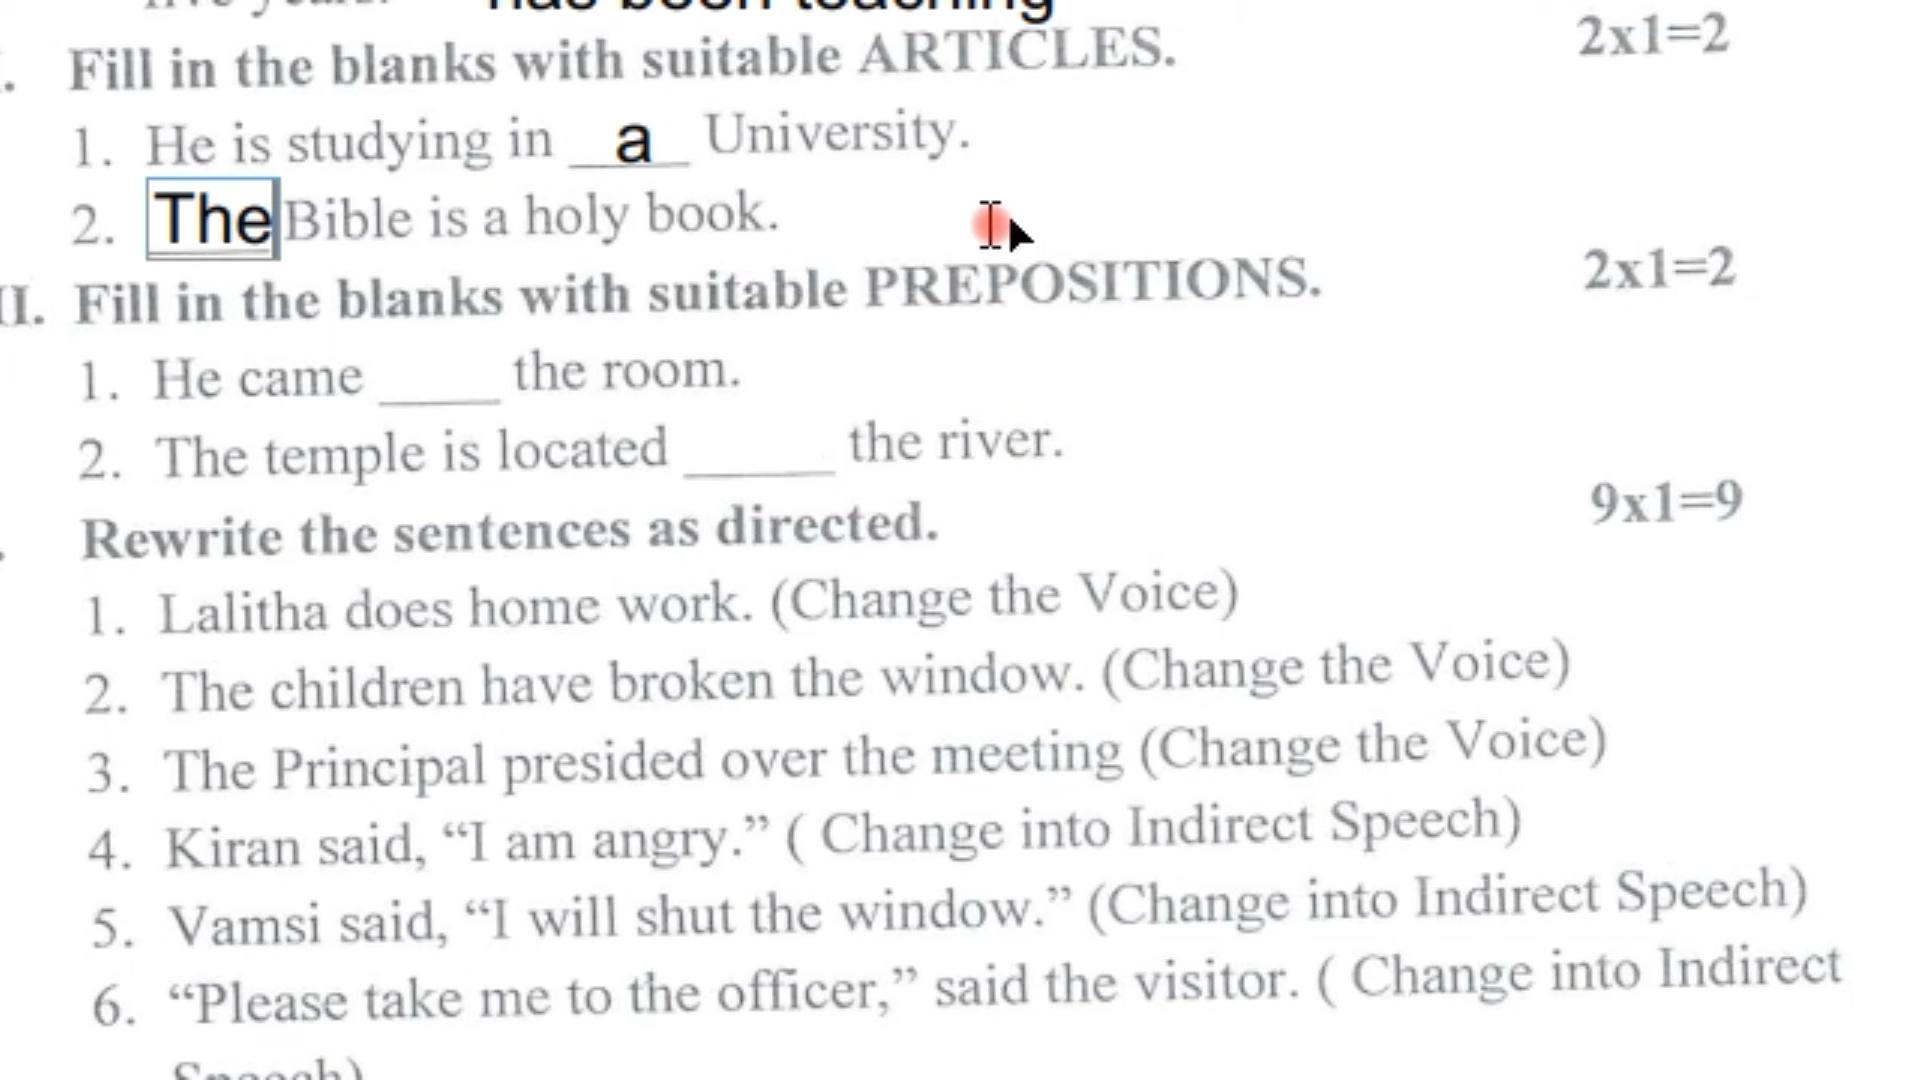 has been teaching
. Fill in the blanks with suitable ARTICLES. 2x1=2
1. He is studying in a University.
2. The Bible is a holy book.
II. Fill in the blanks with suitable PREPOSITIONS. 2x1=2
1. He came ____ the room.
2. The temple is located _____ the river.
. Rewrite the sentences as directed. 9x1=9
1. Lalitha does home work. (Change the Voice)
2. The children have broken the window. (Change the Voice)
3. The Principal presided over the meeting (Change the Voice)
4. Kiran said, “I am angry.” ( Change into Indirect Speech)
5. Vamsi said, “I will shut the window.” (Change into Indirect Speech)
6. “Please take me to the officer,” said the visitor. ( Change into Indirect
Speech)